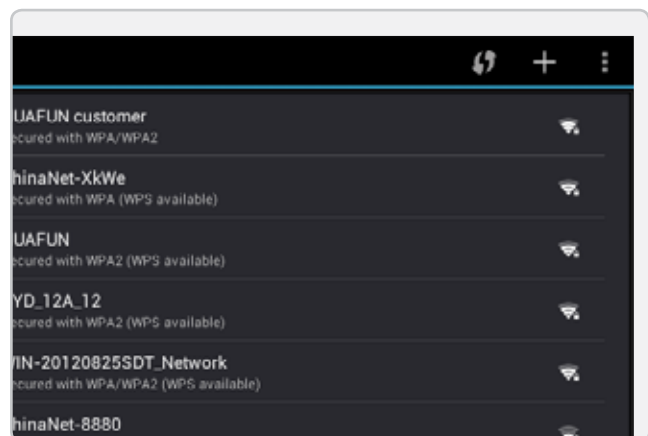 UAFUN customer
ecured with WPA/WPA2
hinaNet-XkWe
ecured with WPA (WPS available)
UAFUN
ecured with WPA2 (WPS available)
YD_12A_12
ecured with WPA2 (WPS available)
IN-20120825SDT_Network
ecured with WPA/WPA2 (WPS available)
hinaNet-8880